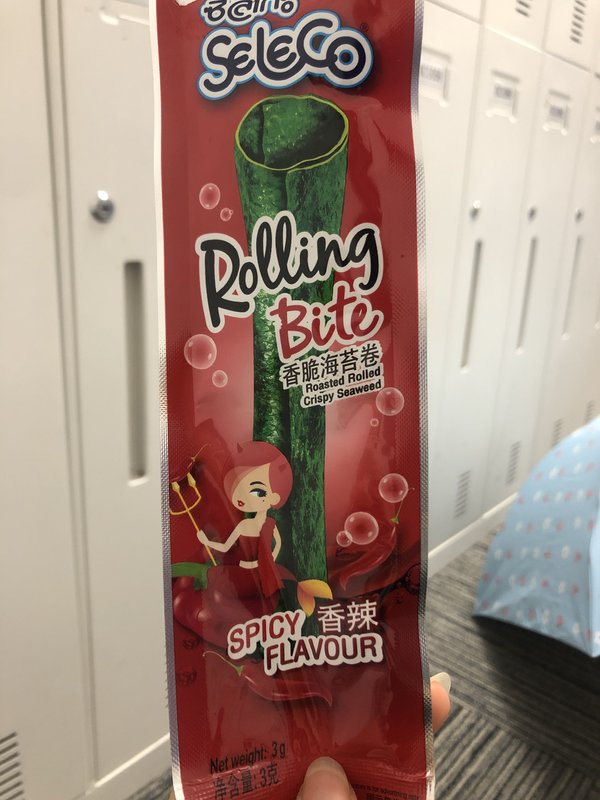 SELECO
Rolling
Bite
香脆海苔卷
Roasted Rolled
Crispy Seaweed
SPICY 香辣
FLAVOUR
Net weight: 3 g
净含量: 3克